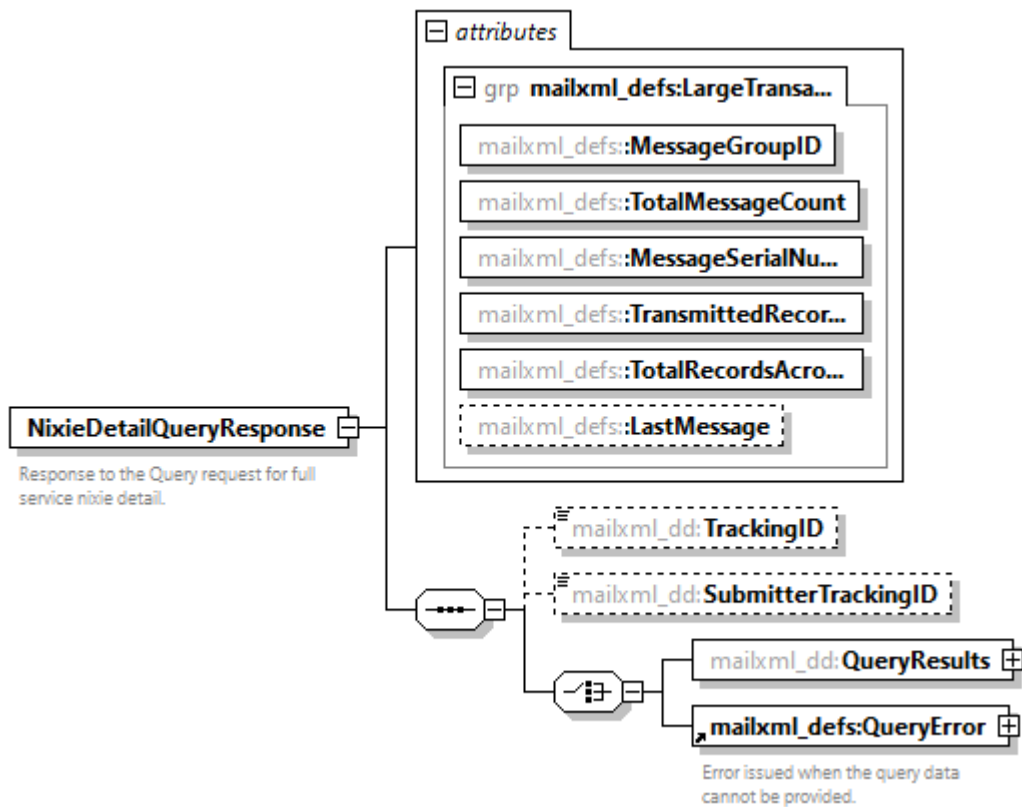 attributes
grp mailxml_defs:LargeTransa...
mailxml_defs::MessageGroupID
mailxml_defs::TotalMessageCount
mailxml_defs::MessageSerialNu...
mailxml_defs::TransmittedRecor...
mailxml_defs::TotalRecordsAcro...
mailxml_defs::LastMessage
NixieDetailQueryResponse
Response to the Query request for full
service nixie detail.
mailxml_dd:TrackingID
mailxml_dd:SubmitterTrackingID
mailxml_dd:QueryResults
mailxml_defs:QueryError
Error issued when the query data
cannot be provided.